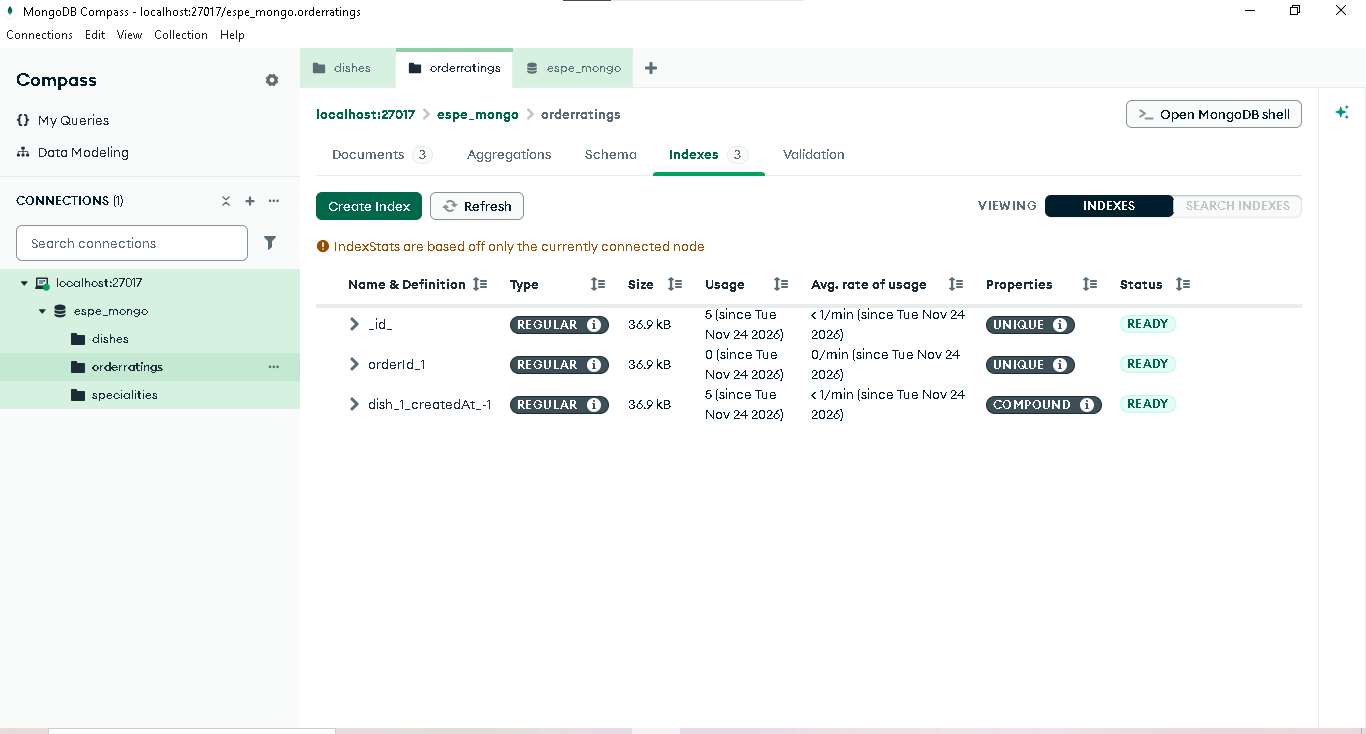 MongoDB Compass - localhost:27017/espe_mongo.orderratings
Connections Edit View Collection Help
Compass
My Queries
Data Modeling
CONNECTIONS (1)
Search connections
localhost:27017
espe_mongo
dishes
orderratings
specialities
dishes orderratings espe_mongo
localhost:27017 espe_mongo orderratings
Open MongoDB shell
Documents 3 Aggregations Schema Indexes 3 Validation
Create Index Refresh
VIEWING INDEXES SEARCH INDEXES
IndexStats are based off only the currently connected node
Name & Definition Type Size Usage Avg. rate of usage Properties Status
_id_ REGULAR 36.9 kB 5 (since Tue Nov 24 2026) < 1/min (since Tue Nov 24 2026) UNIQUE READY
orderId_1 REGULAR 36.9 kB 0 (since Tue Nov 24 2026) 0/min (since Tue Nov 24 2026) UNIQUE READY
dish_1_createdAt_-1 REGULAR 36.9 kB 5 (since Tue Nov 24 2026) < 1/min (since Tue Nov 24 2026) COMPOUND READY